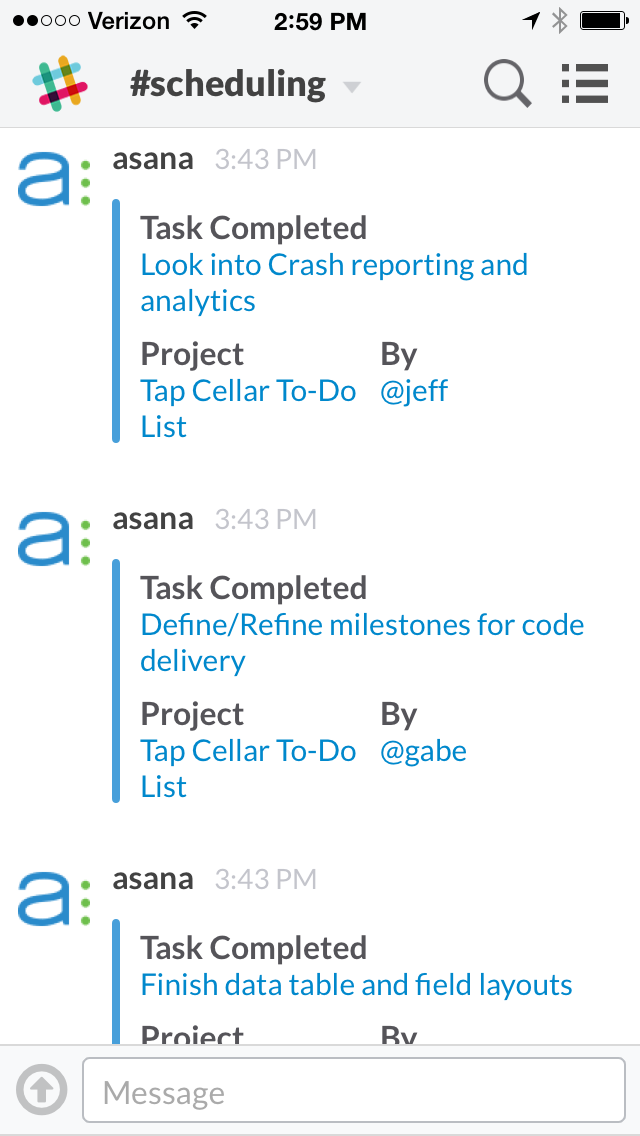 Verizon 2:59 PM
#scheduling
asana 3:43 PM
Task Completed
Look into Crash reporting and
analytics
Project By
Tap Cellar To-Do @jeff
List
asana 3:43 PM
Task Completed
Define/Refine milestones for code
delivery
Project By
Tap Cellar To-Do @gabe
List
asana 3:43 PM
Task Completed
Finish data table and field layouts
Project By
Message